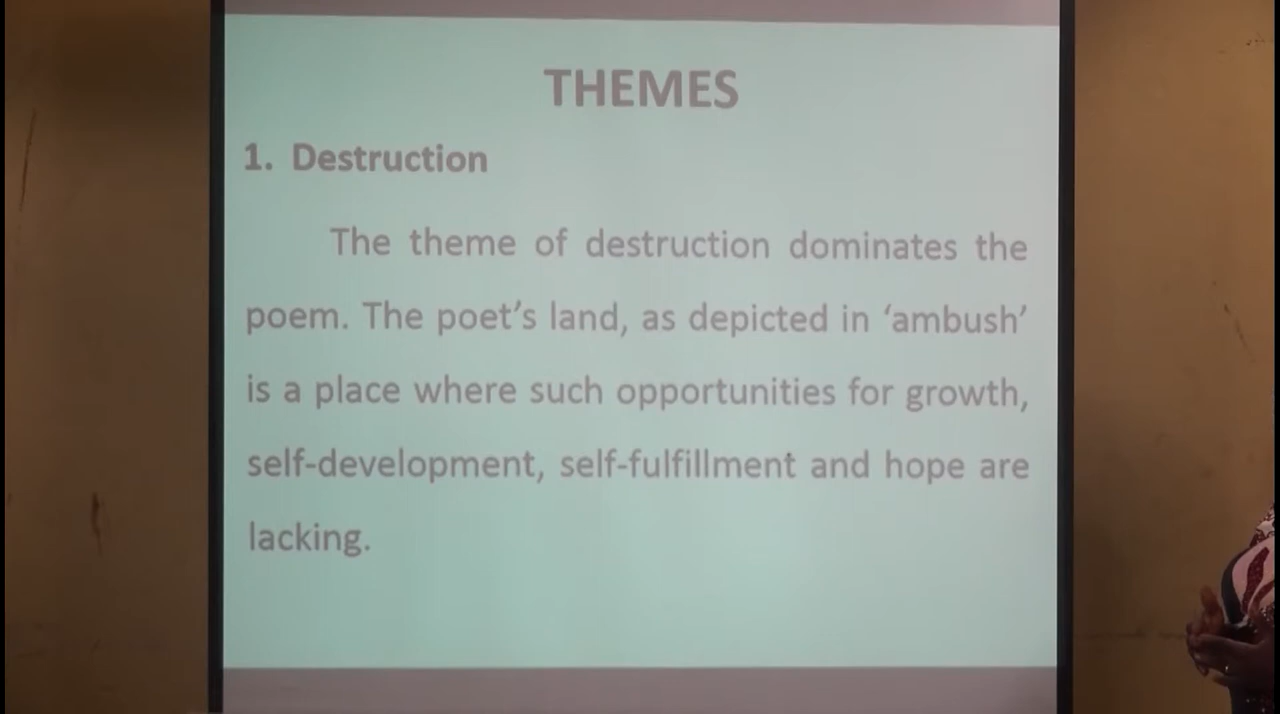 THEMES
1. Destruction
The theme of destruction dominates the
poem. The poet’s land, as depicted in ‘ambush’
is a place where such opportunities for growth,
self-development, self-fulfillment and hope are
lacking.